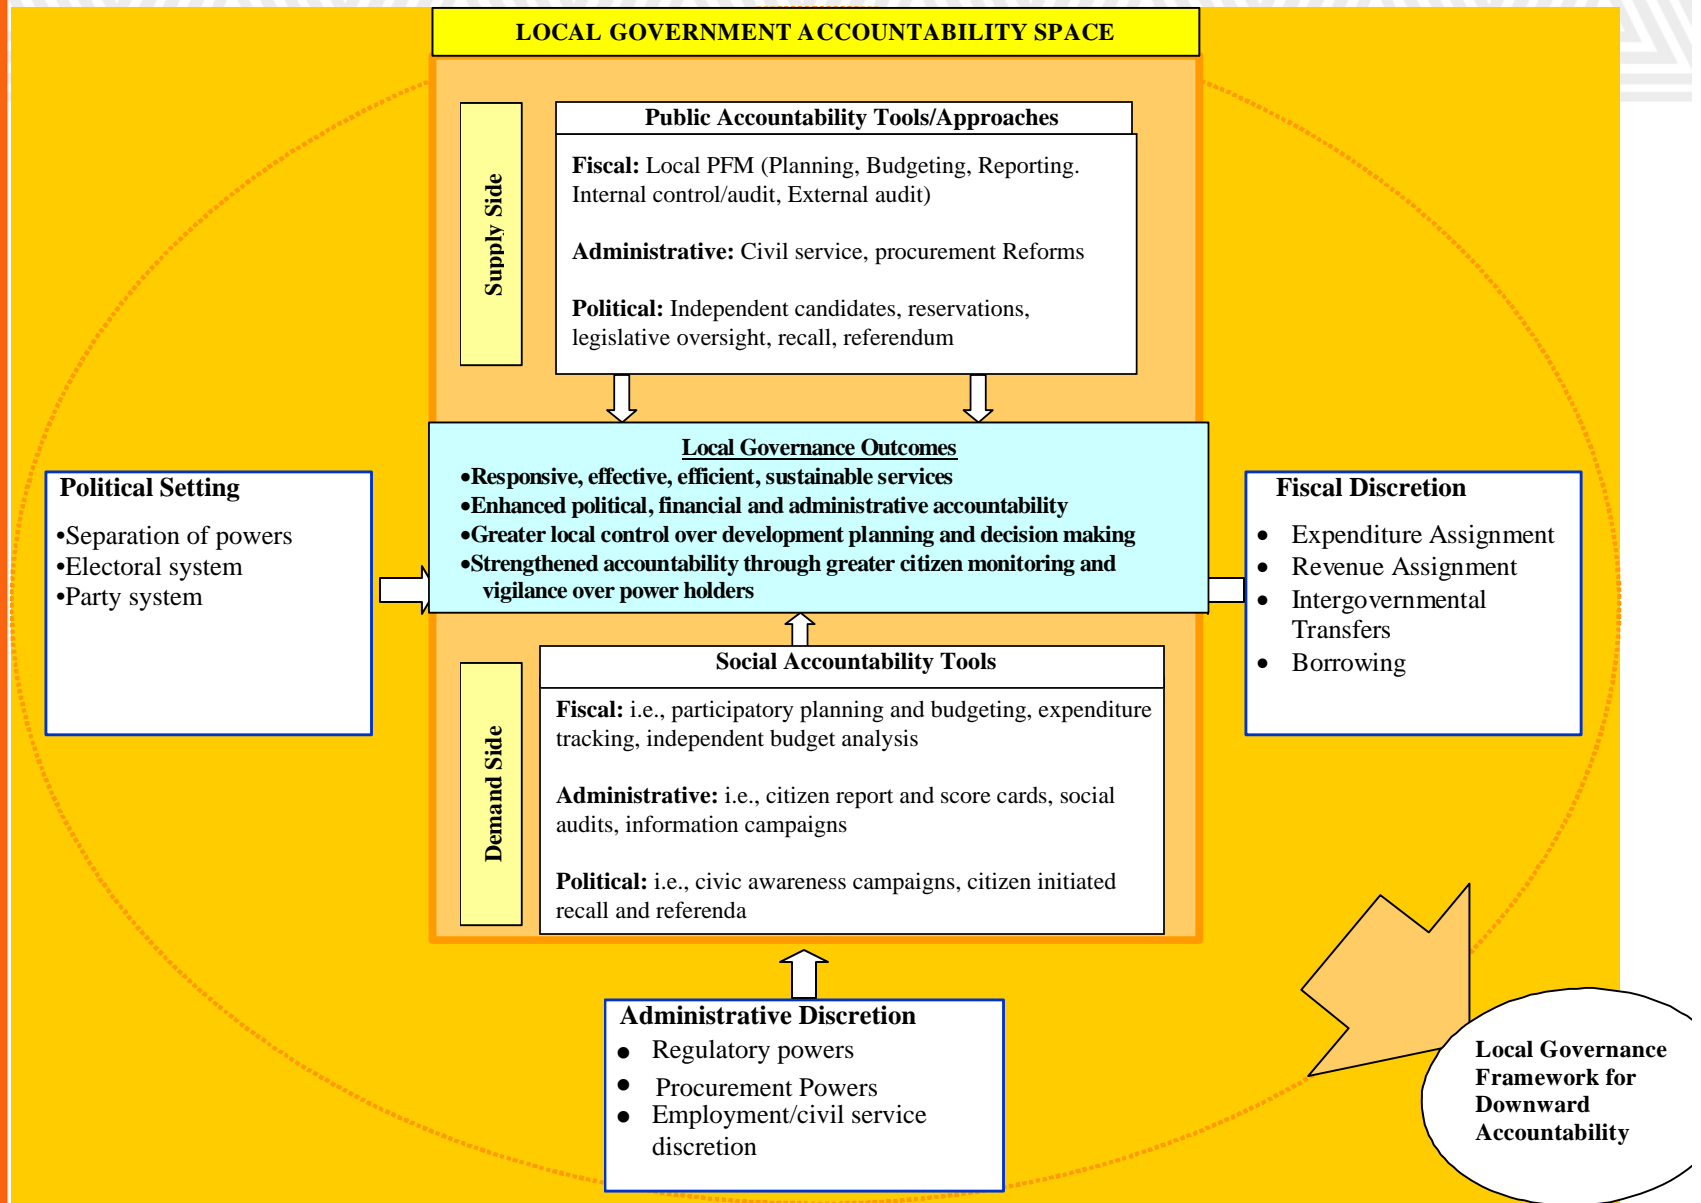 LOCAL GOVERNMENT ACCOUNTABILITY SPACE
Supply Side
Public Accountability Tools/Approaches
Fiscal: Local PFM (Planning, Budgeting, Reporting.
Internal control/audit, External audit)
Administrative: Civil service, procurement Reforms
Political: Independent candidates, reservations,
legislative oversight, recall, referendum
Local Governance Outcomes
•Responsive, effective, efficient, sustainable services
•Enhanced political, financial and administrative accountability
•Greater local control over development planning and decision making
•Strengthened accountability through greater citizen monitoring and
vigilance over power holders
Political Setting
•Separation of powers
•Electoral system
•Party system
Fiscal Discretion
• Expenditure Assignment
• Revenue Assignment
• Intergovernmental
Transfers
• Borrowing
Demand Side
Social Accountability Tools
Fiscal: i.e., participatory planning and budgeting, expenditure
tracking, independent budget analysis
Administrative: i.e., citizen report and score cards, social
audits, information campaigns
Political: i.e., civic awareness campaigns, citizen initiated
recall and referenda
Administrative Discretion
● Regulatory powers
● Procurement Powers
● Employment/civil service
discretion
Local Governance
Framework for
Downward
Accountability